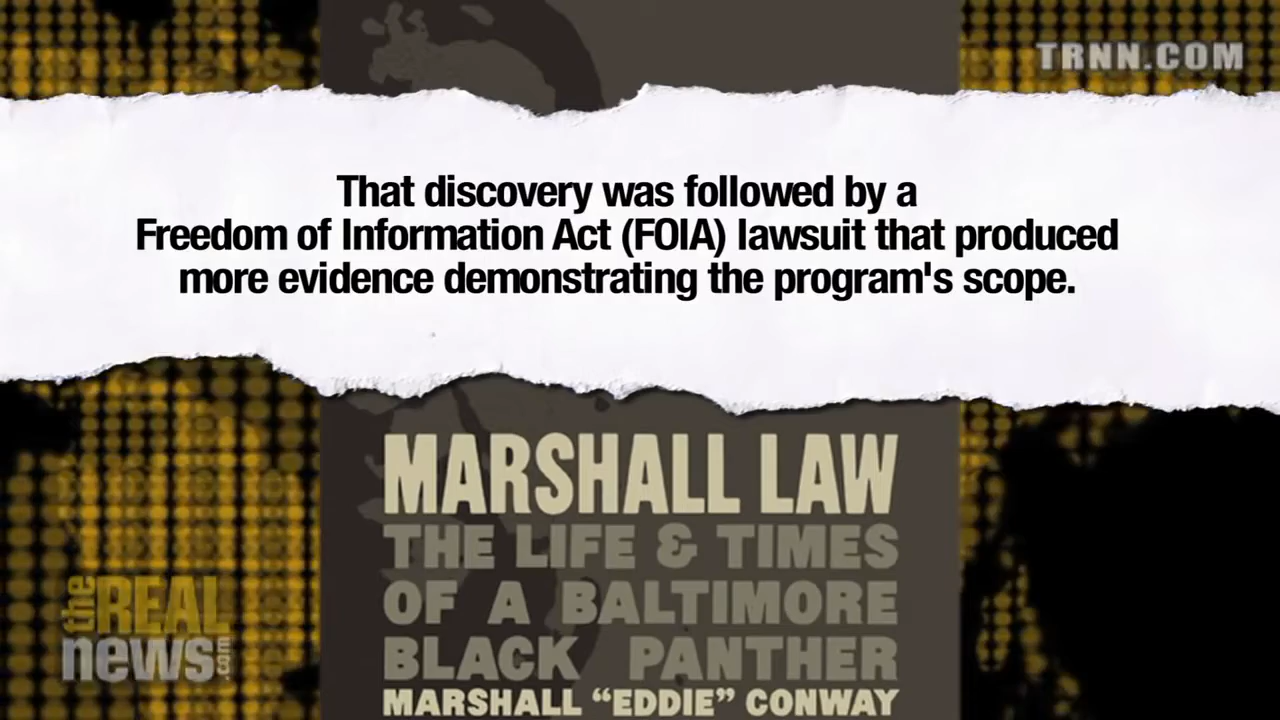 TRNN.COM
That discovery was followed by a
Freedom of Information Act (FOIA) lawsuit that produced
more evidence demonstrating the program's scope.
MARSHALL LAW
THE LIFE & TIMES
OF A BALTIMORE
BLACK PANTHER
MARSHALL “EDDIE” CONWAY
the REAL
news.com